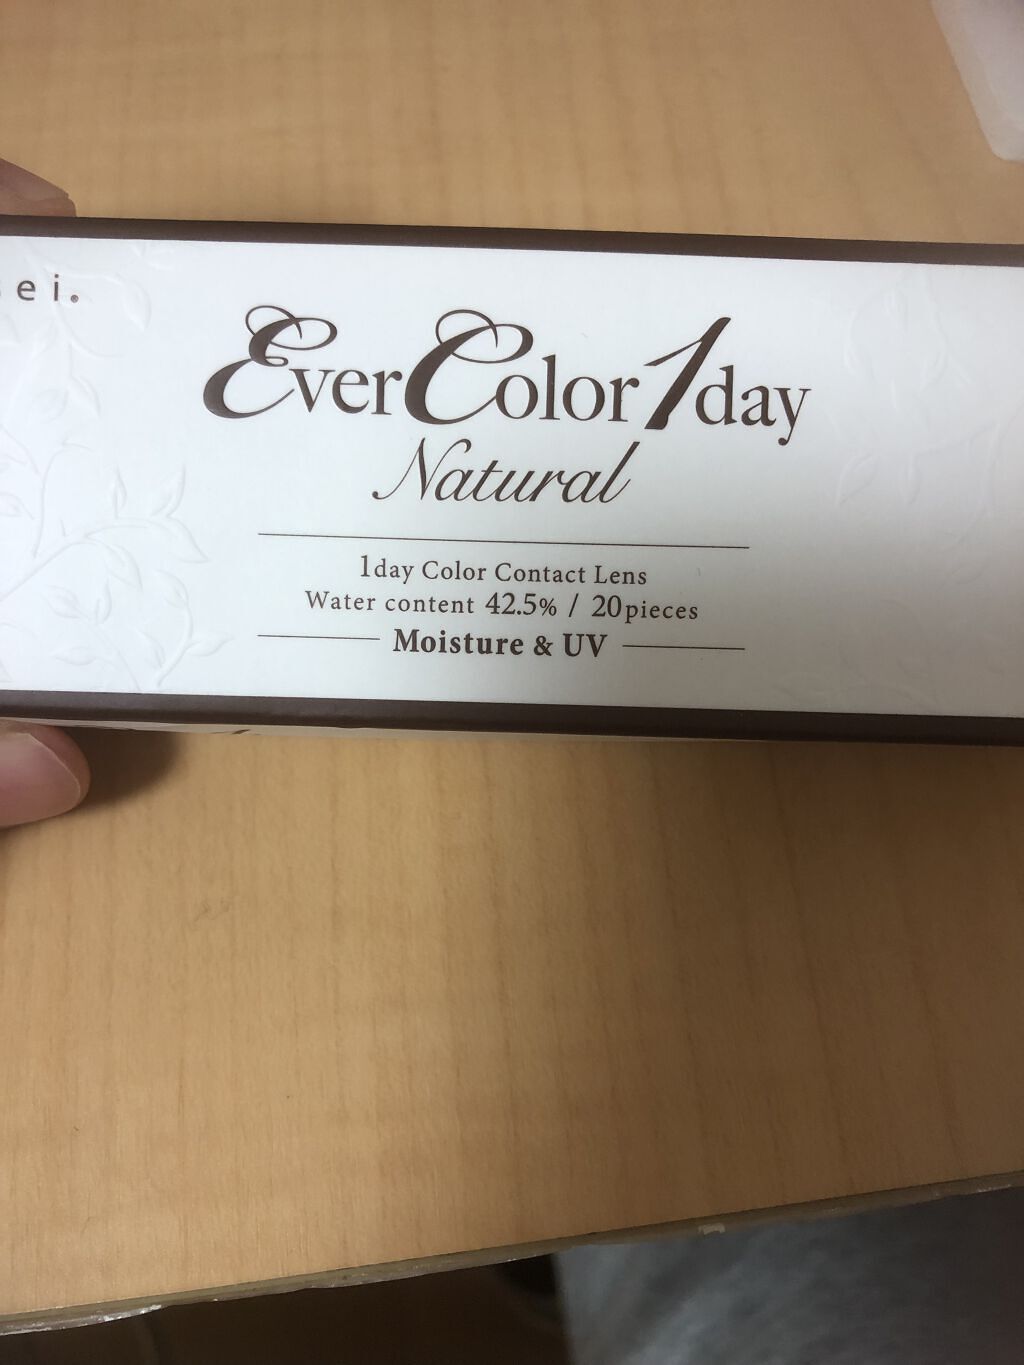 ei.
EverColor1day
Natural
1day Color Contact Lens
Water content 42.5% / 20pieces
Moisture & UV